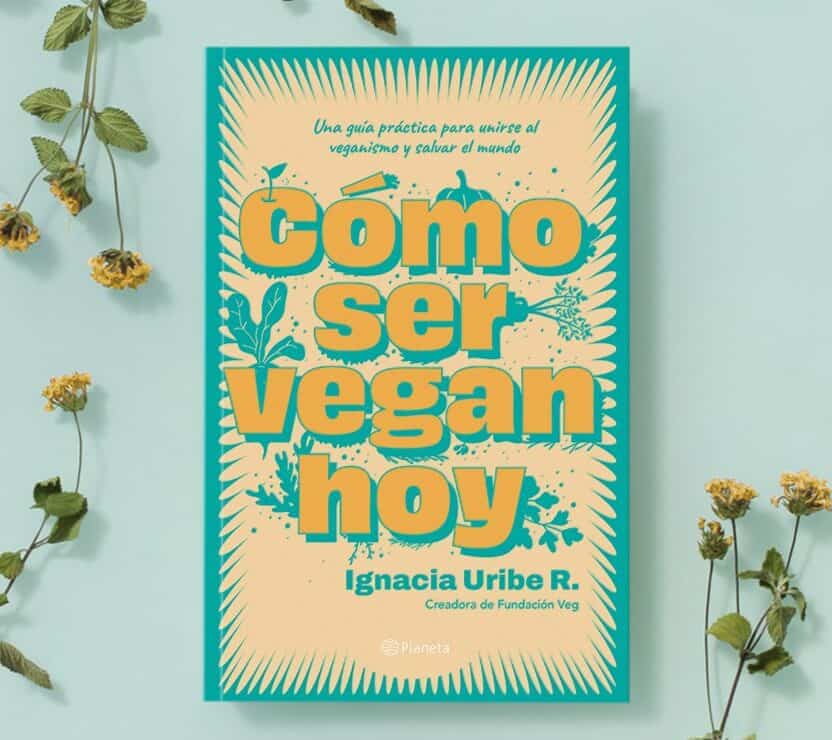 Una guía práctica para unirse al
veganismo y salvar el mundo
Cómo
ser
vegan
hoy
Ignacia Uribe R.
Creadora de Fundación Veg
Planeta